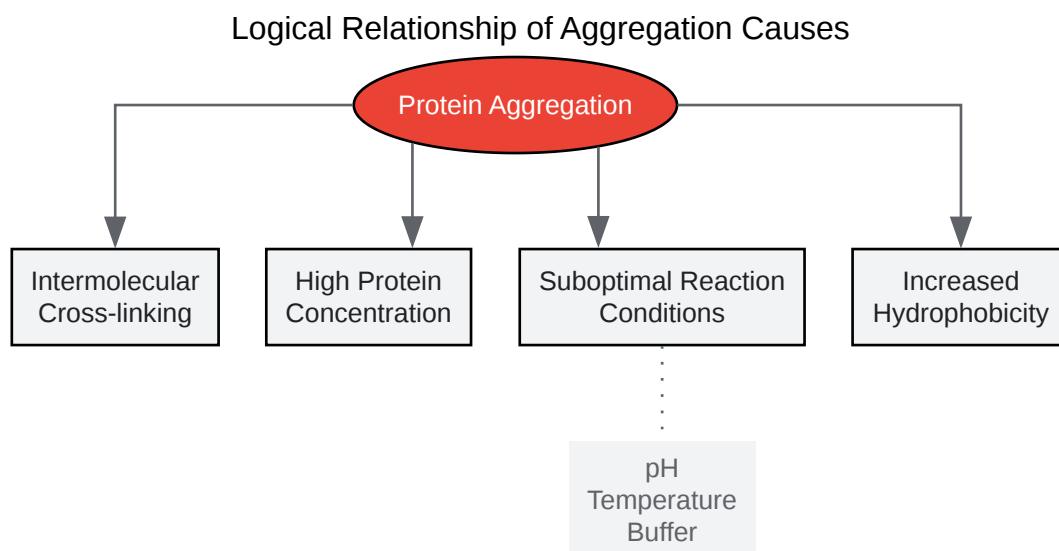 Logical Relationship of Aggregation Causes
Protein Aggregation
Intermolecular
Cross-linking
High Protein
Concentration
Suboptimal Reaction
Conditions
Increased
Hydrophobicity
pH
Temperature
Buffer